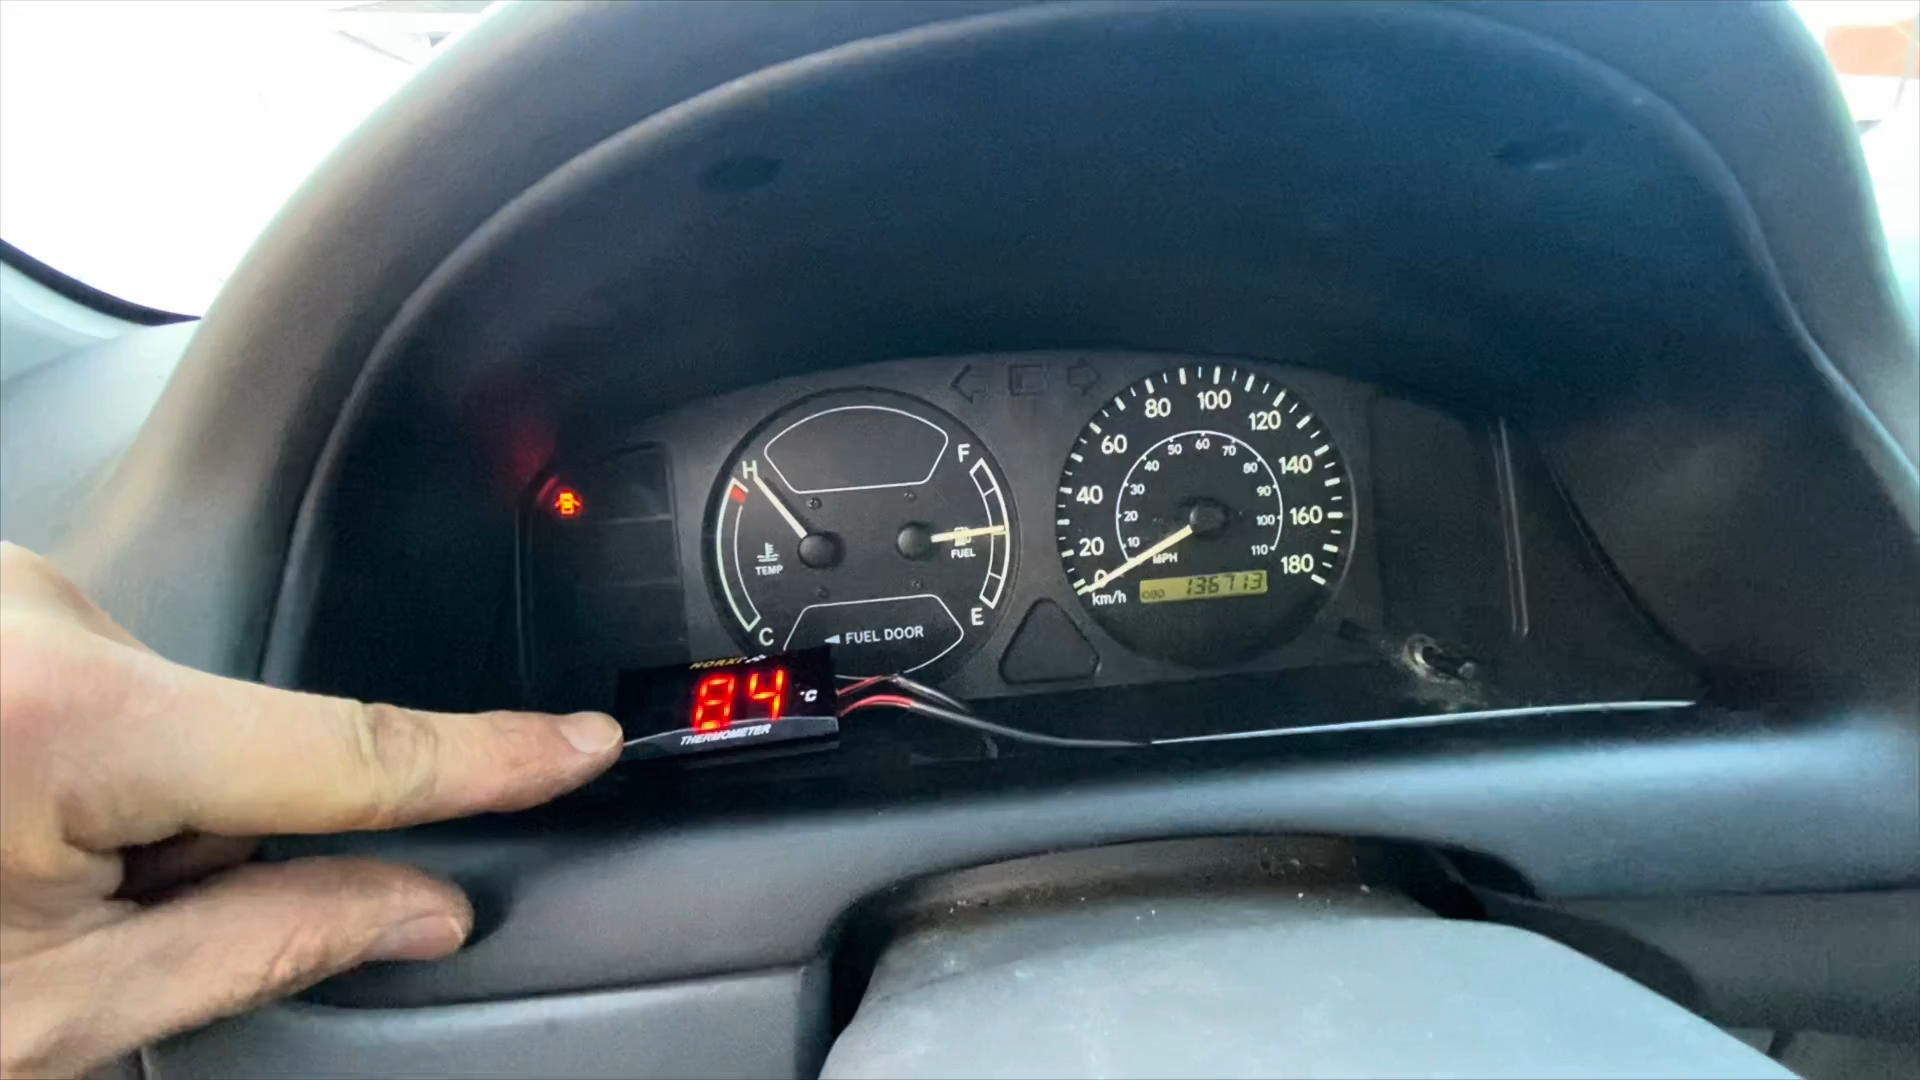 H
TEMP
C
F
FUEL
E
◄ FUEL DOOR
0 20 40 60 80 100 120 140 160 180
10 20 30 40 50 60 70 80 90 100 110
MPH
km/h
ODO 136713
84 °C
THERMOMETER